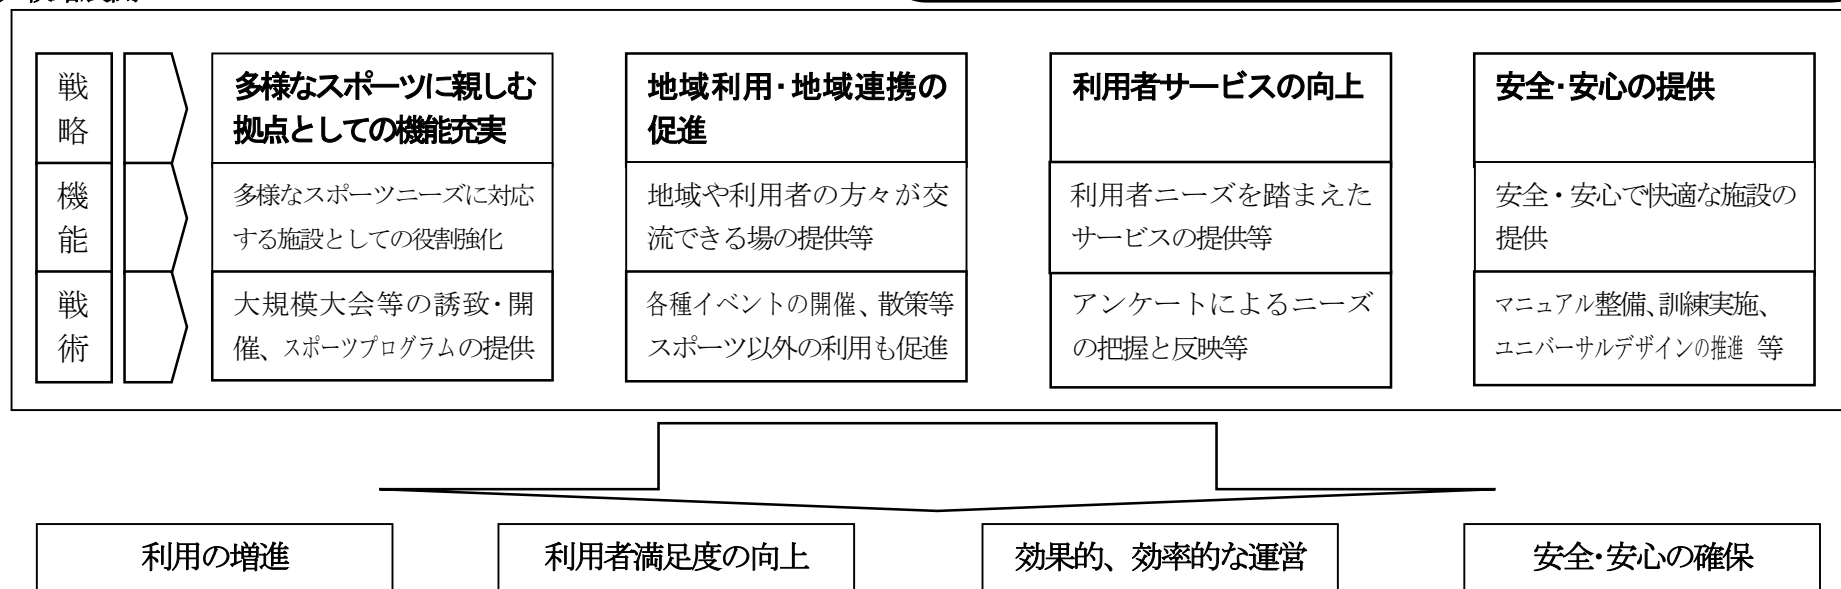 戦略
多様なスポーツに親しむ
拠点としての機能充実
地域利用・地域連携の
促進
利用者サービスの向上
安全・安心の提供
機能
多様なスポーツニーズに対応
する施設としての役割強化
地域や利用者の方々が交
流できる場の提供等
利用者ニーズを踏まえた
サービスの提供等
安全・安心で快適な施設の
提供
戦術
大規模大会等の誘致・開
催、スポーツプログラムの提供
各種イベントの開催、散策等
スポーツ以外の利用も促進
アンケートによるニーズ
の把握と反映等
マニュアル整備、訓練実施、
ユニバーサルデザインの推進 等
利用の増進
利用者満足度の向上
効果的、効率的な運営
安全・安心の確保